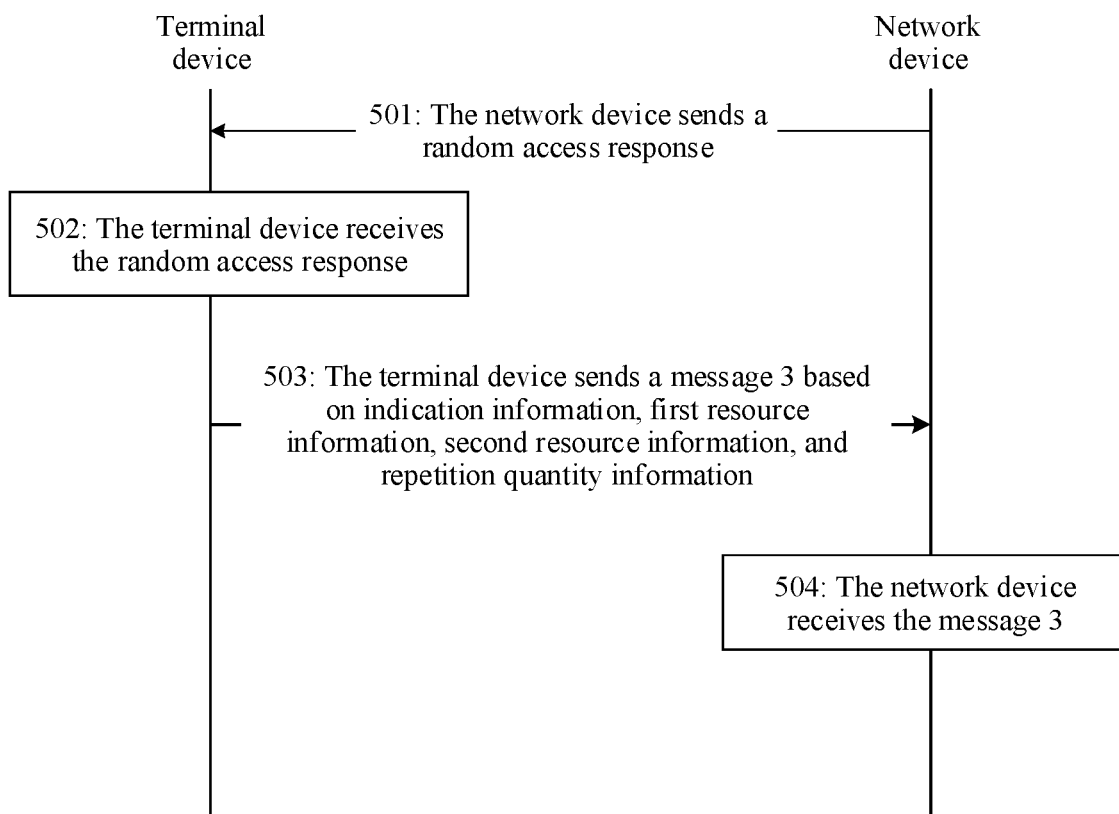 Terminal
device
Network
device
501: The network device sends a
random access response
502: The terminal device receives
the random access response
503: The terminal device sends a message 3 based
on indication information, first resource
information, second resource information, and
repetition quantity information
504: The network device
receives the message 3